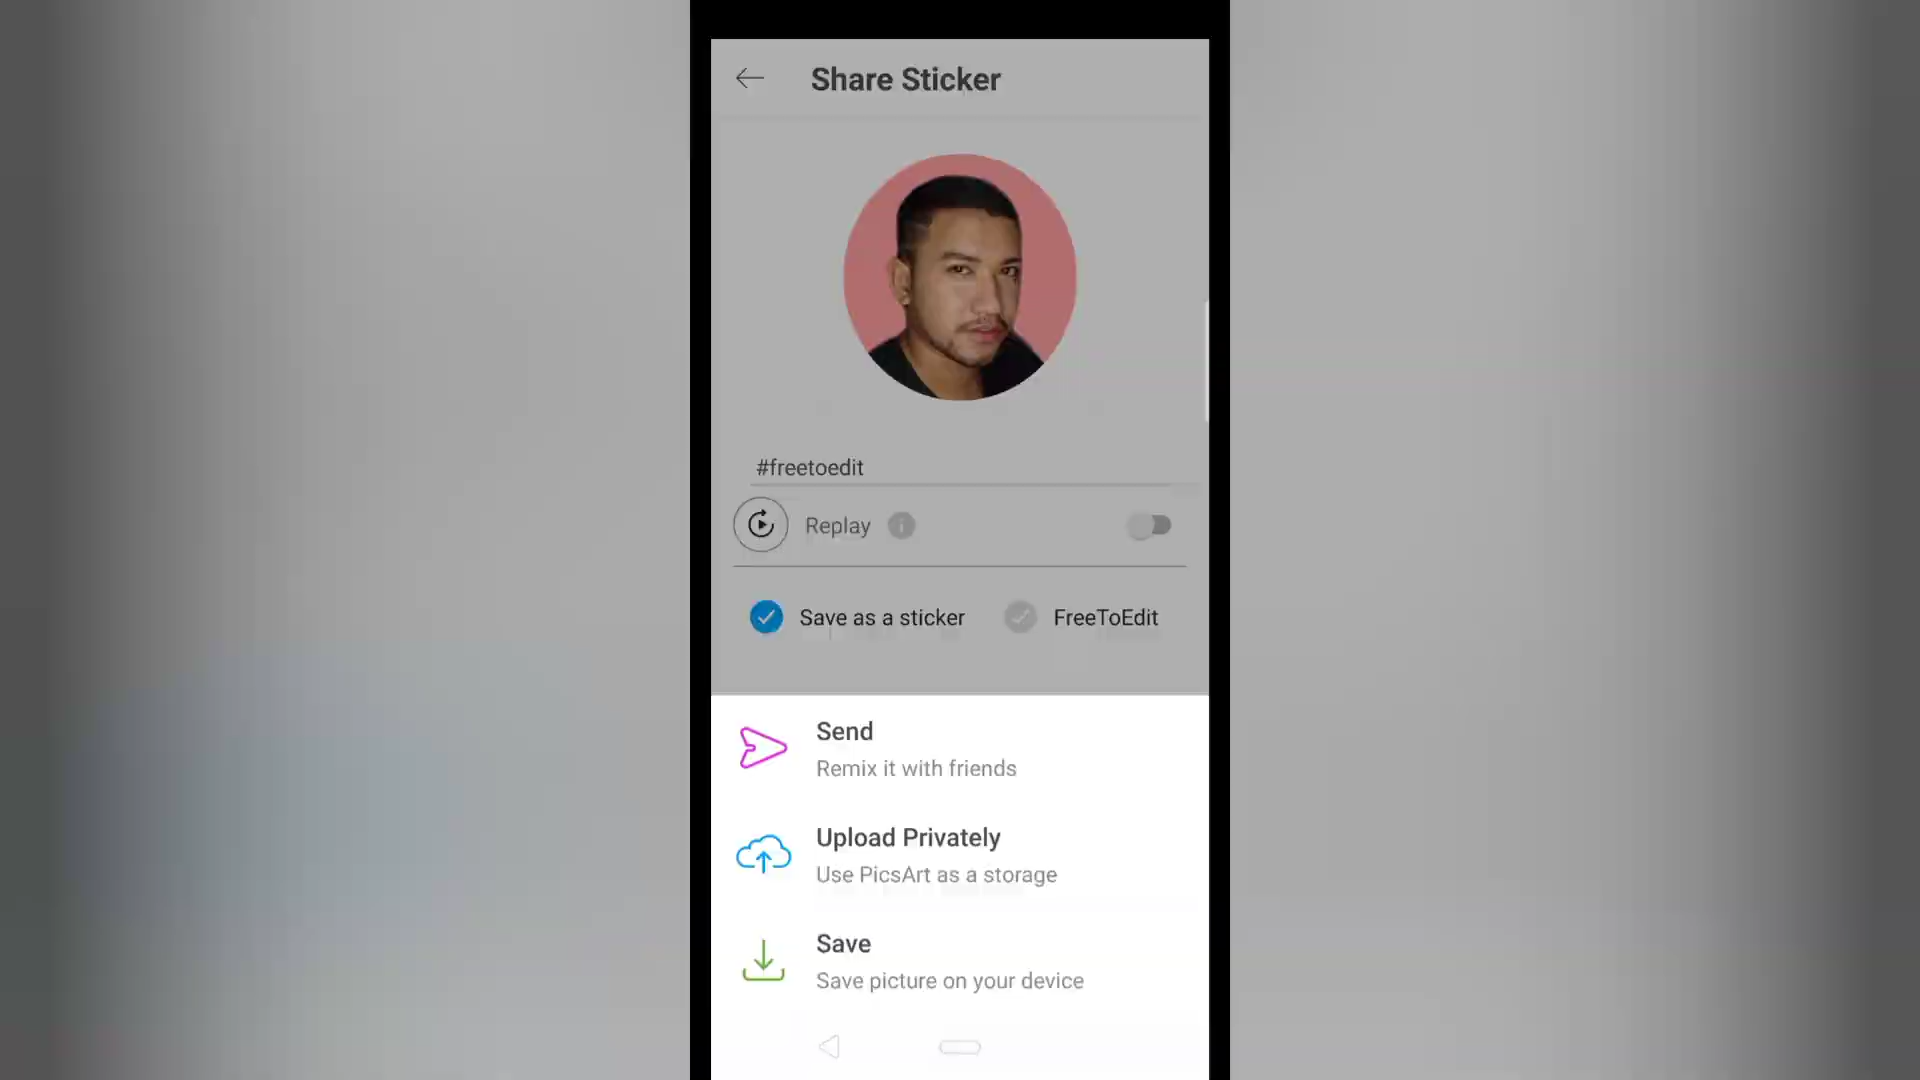 Share Sticker
#freetoedit
Replay
Save as a sticker FreeToEdit
Send
Remix it with friends
Upload Privately
Use PicsArt as a storage
Save
Save picture on your device